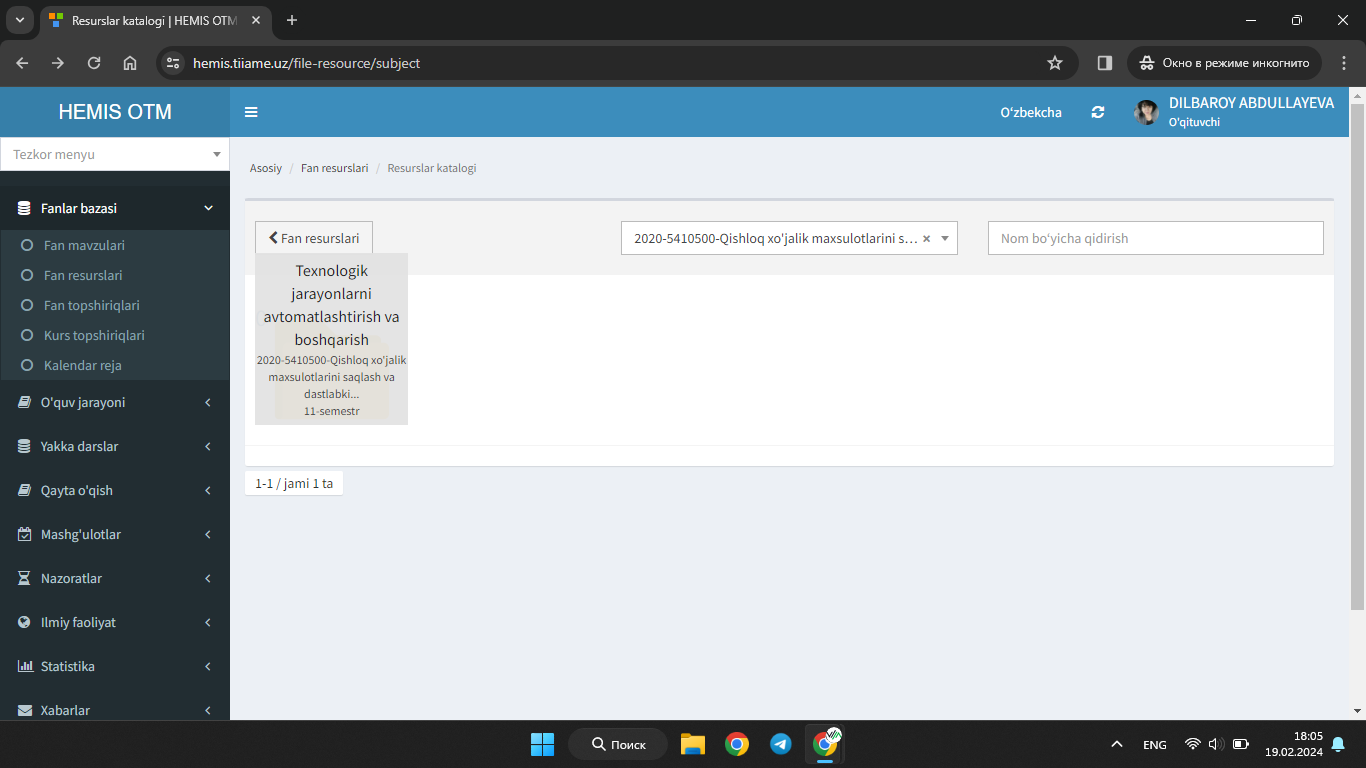 Resurslar katalogi | HEMIS OTM
hemis.tiiame.uz/file-resource/subject
Окно в режиме инкогнито
HEMIS OTM
O‘zbekcha
DILBAROY ABDULLAYEVA
O'qituvchi
Tezkor menyu
Fanlar bazasi
Fan mavzulari
Fan resurslari
Fan topshiriqlari
Kurs topshiriqlari
Kalendar reja
O'quv jarayoni
Yakka darslar
Qayta o'qish
Mashg'ulotlar
Nazoratlar
Ilmiy faoliyat
Statistika
Xabarlar
Asosiy / Fan resurslari / Resurslar katalogi
Fan resurslari
2020-5410500-Qishloq xo'jalik maxsulotlarini s...
Nom bo‘yicha qidirish
Texnologik
jarayonlarni
avtomatlashtirish va
boshqarish
2020-5410500-Qishloq xo'jalik
maxsulotlarini saqlash va
dastlabki...
11-semestr
1-1 / jami 1 ta
Поиск
ENG
18:05
19.02.2024